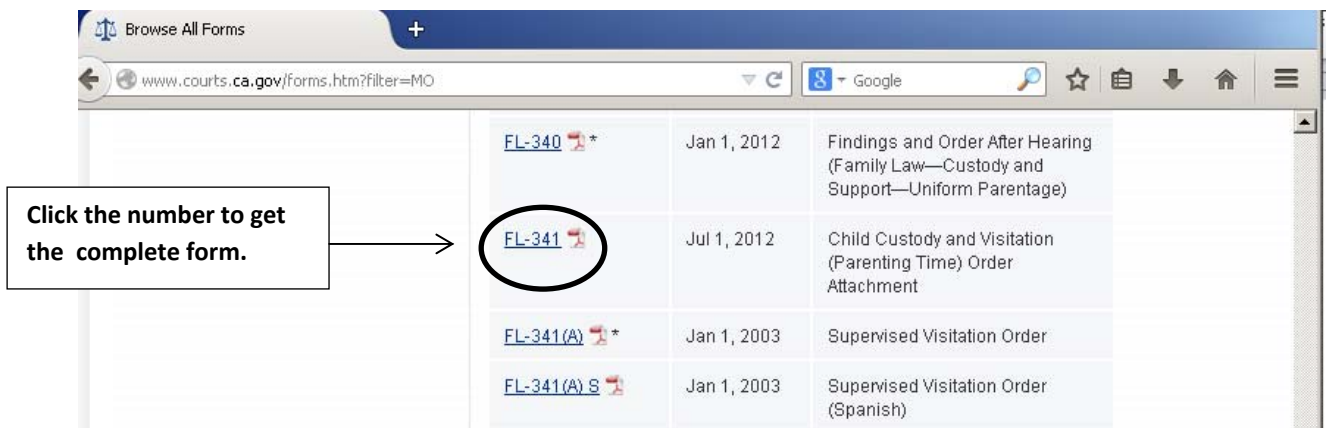 Browse All Forms
www.courts.ca.gov/forms.htm?filter=MO
Google
FL-340 * Jan 1, 2012 Findings and Order After Hearing
(Family Law—Custody and
Support—Uniform Parentage)
Click the number to get
the complete form.
FL-341 Jul 1, 2012 Child Custody and Visitation
(Parenting Time) Order
Attachment
FL-341(A) * Jan 1, 2003 Supervised Visitation Order
FL-341(A) S Jan 1, 2003 Supervised Visitation Order
(Spanish)